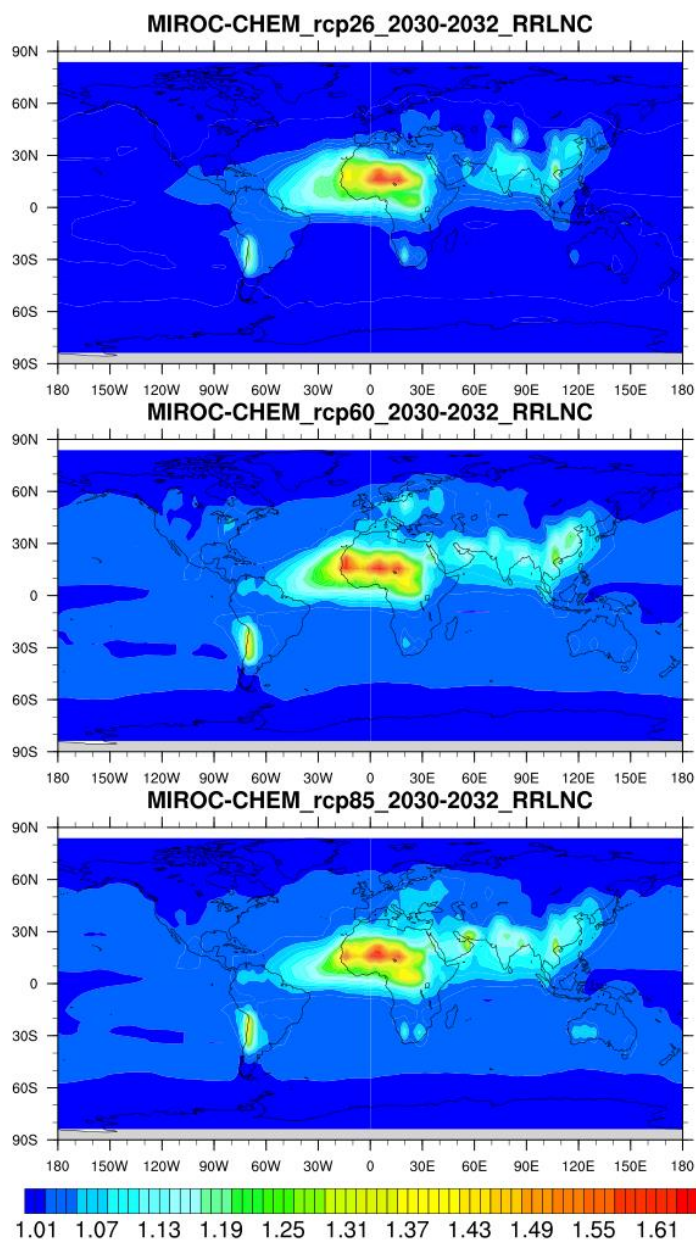 MIROC-CHEM_rcp26_2030-2032_RRLNC
90N
60N
30N
0
30S
60S
90S
180 150W 120W 90W 60W 30W 0 30E 60E 90E 120E 150E 180
MIROC-CHEM_rcp60_2030-2032_RRLNC
90N
60N
30N
0
30S
60S
90S
180 150W 120W 90W 60W 30W 0 30E 60E 90E 120E 150E 180
MIROC-CHEM_rcp85_2030-2032_RRLNC
90N
60N
30N
0
30S
60S
90S
180 150W 120W 90W 60W 30W 0 30E 60E 90E 120E 150E 180
1.01 1.07 1.13 1.19 1.25 1.31 1.37 1.43 1.49 1.55 1.61